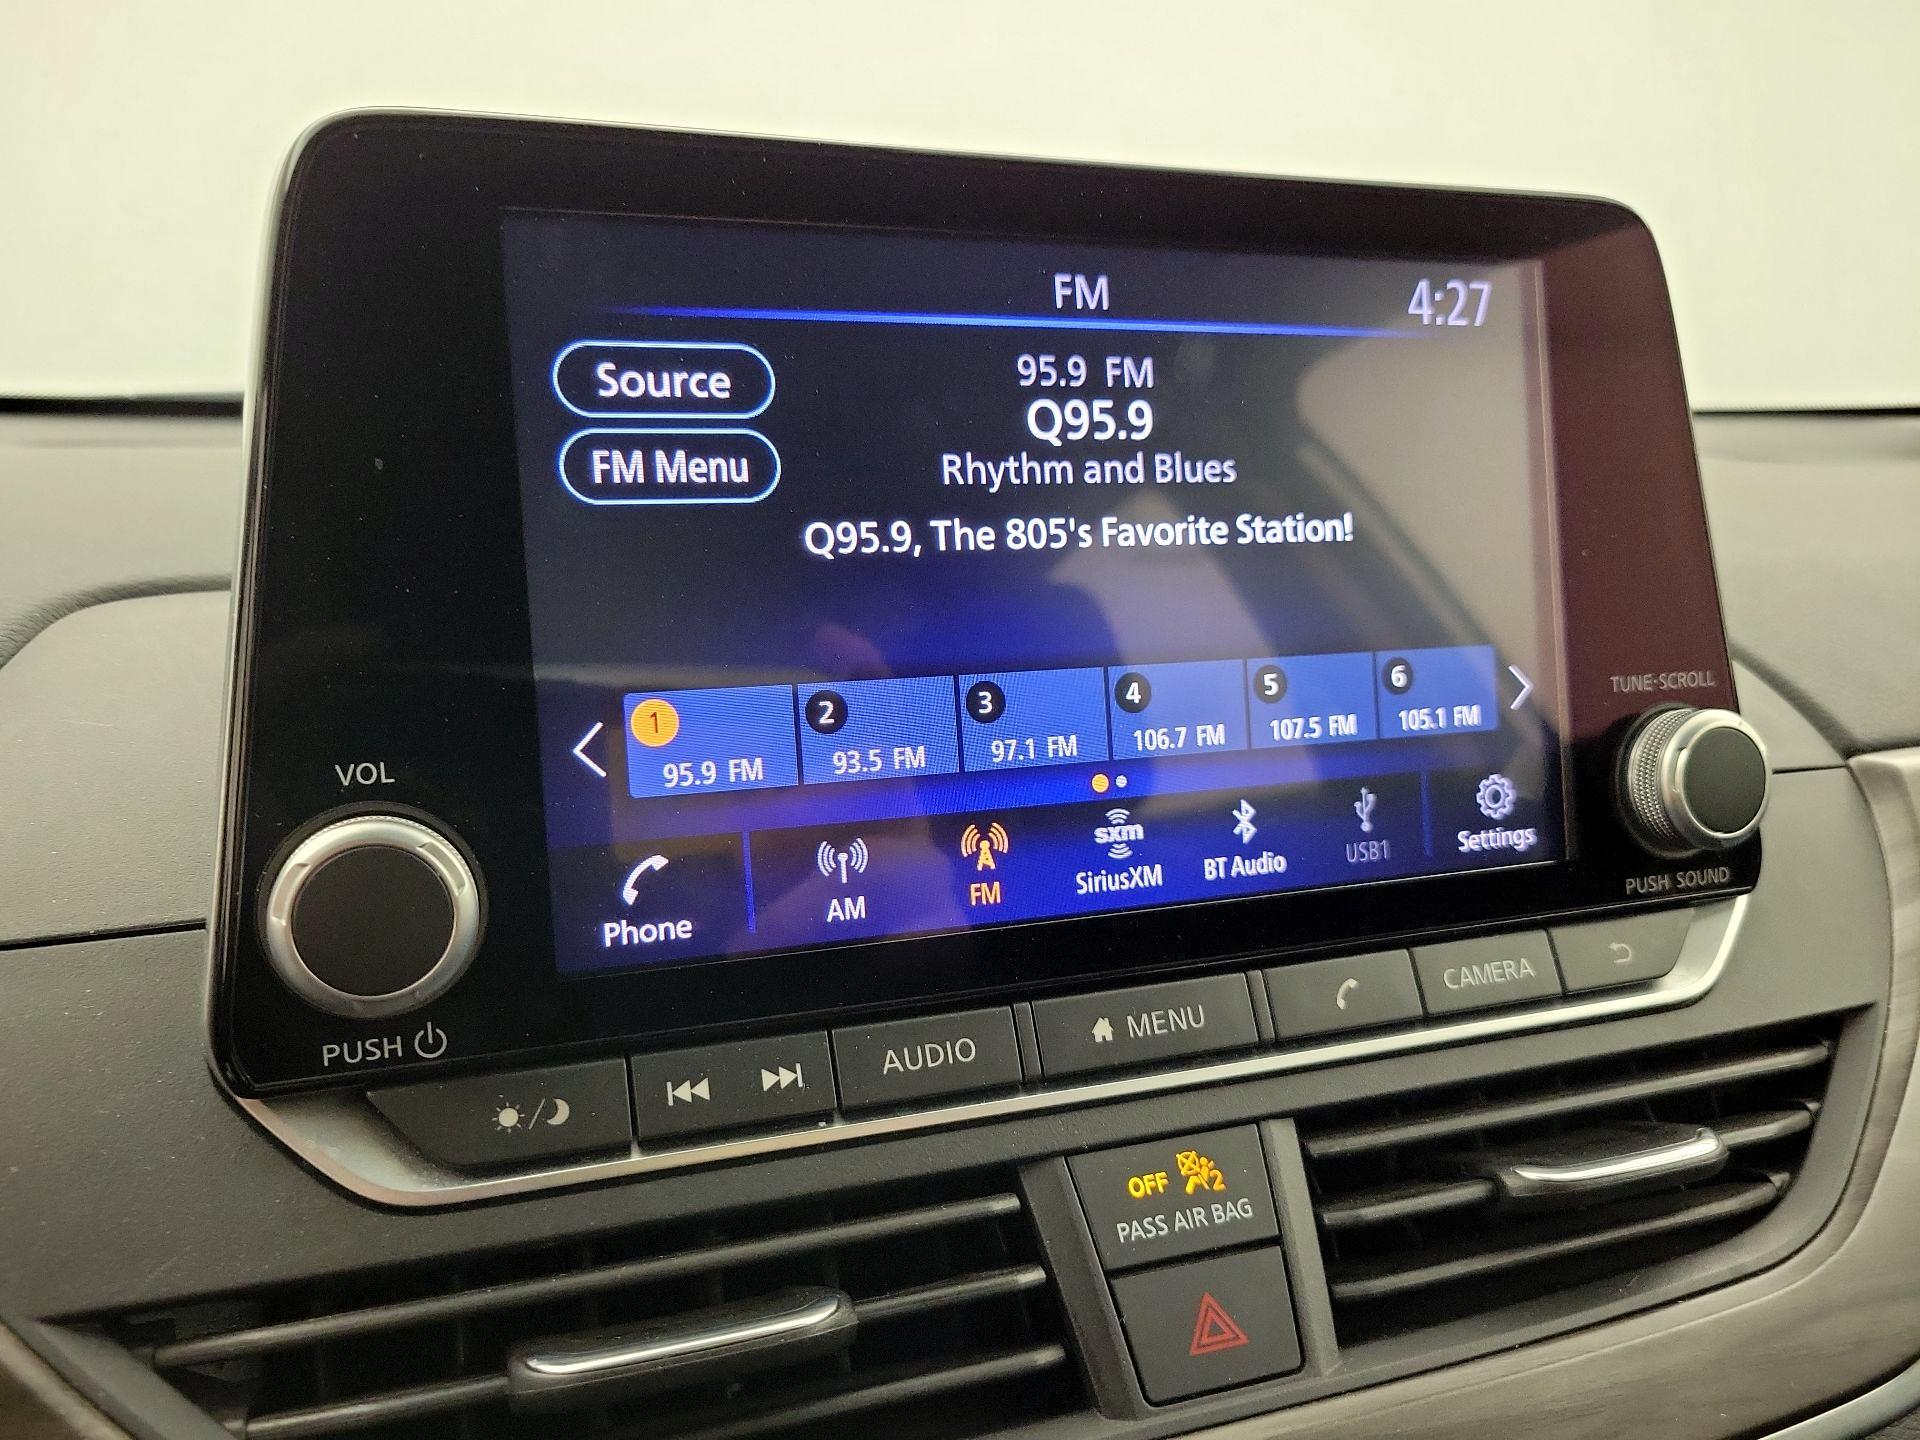 FM
4:27
Source
95.9 FM
Q95.9
FM Menu
Rhythm and Blues
Q95.9, The 805's Favorite Station!
1
95.9 FM
2
93.5 FM
3
97.1 FM
4
106.7 FM
5
107.5 FM
6
105.1 FM
Phone
AM
FM
sxm
SiriusXM
BT Audio
USB1
Settings
VOL
PUSH
TUNE·SCROLL
PUSH SOUND
AUDIO
MENU
CAMERA
OFF
2
PASS AIR BAG